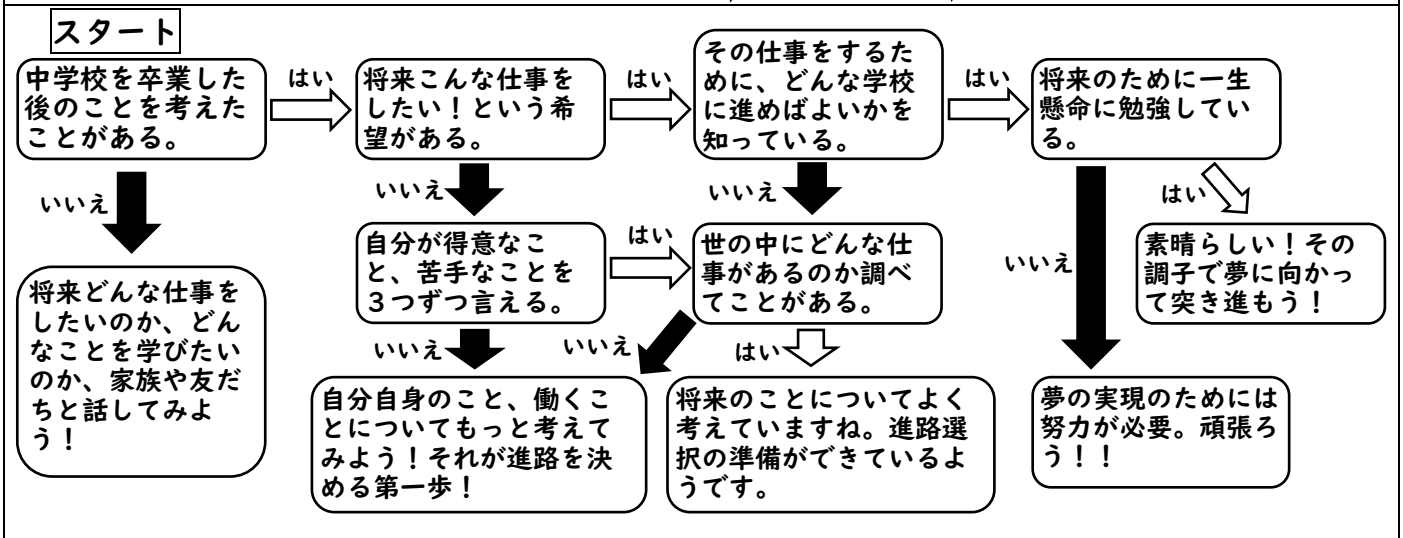 スタート
中学校を卒業した
後のことを考えた
ことがある。
はい
将来こんな仕事を
したい！という希
望がある。
はい
その仕事をするた
めに、どんな学校
に進めばよいかを
知っている。
はい
将来のために一生
懸命に勉強してい
る。
いいえ
いいえ
いいえ
はい
いいえ
自分が得意なこ
と、苦手なことを
３つずつ言える。
はい
世の中にどんな仕
事があるのか調べ
てことがある。
素晴らしい！その
調子で夢に向かっ
て突き進もう！
将来どんな仕事を
したいのか、どん
なことを学びたい
のか、家族や友だ
ちと話してみよ
う！
いいえ
いいえ
はい
自分自身のこと、働くこ
とについてもっと考えて
みよう！それが進路を決
める第一歩！
将来のことについてよく
考えていますね。進路選
択の準備ができているよ
うです。
夢の実現のためには
努力が必要。頑張ろ
う！！